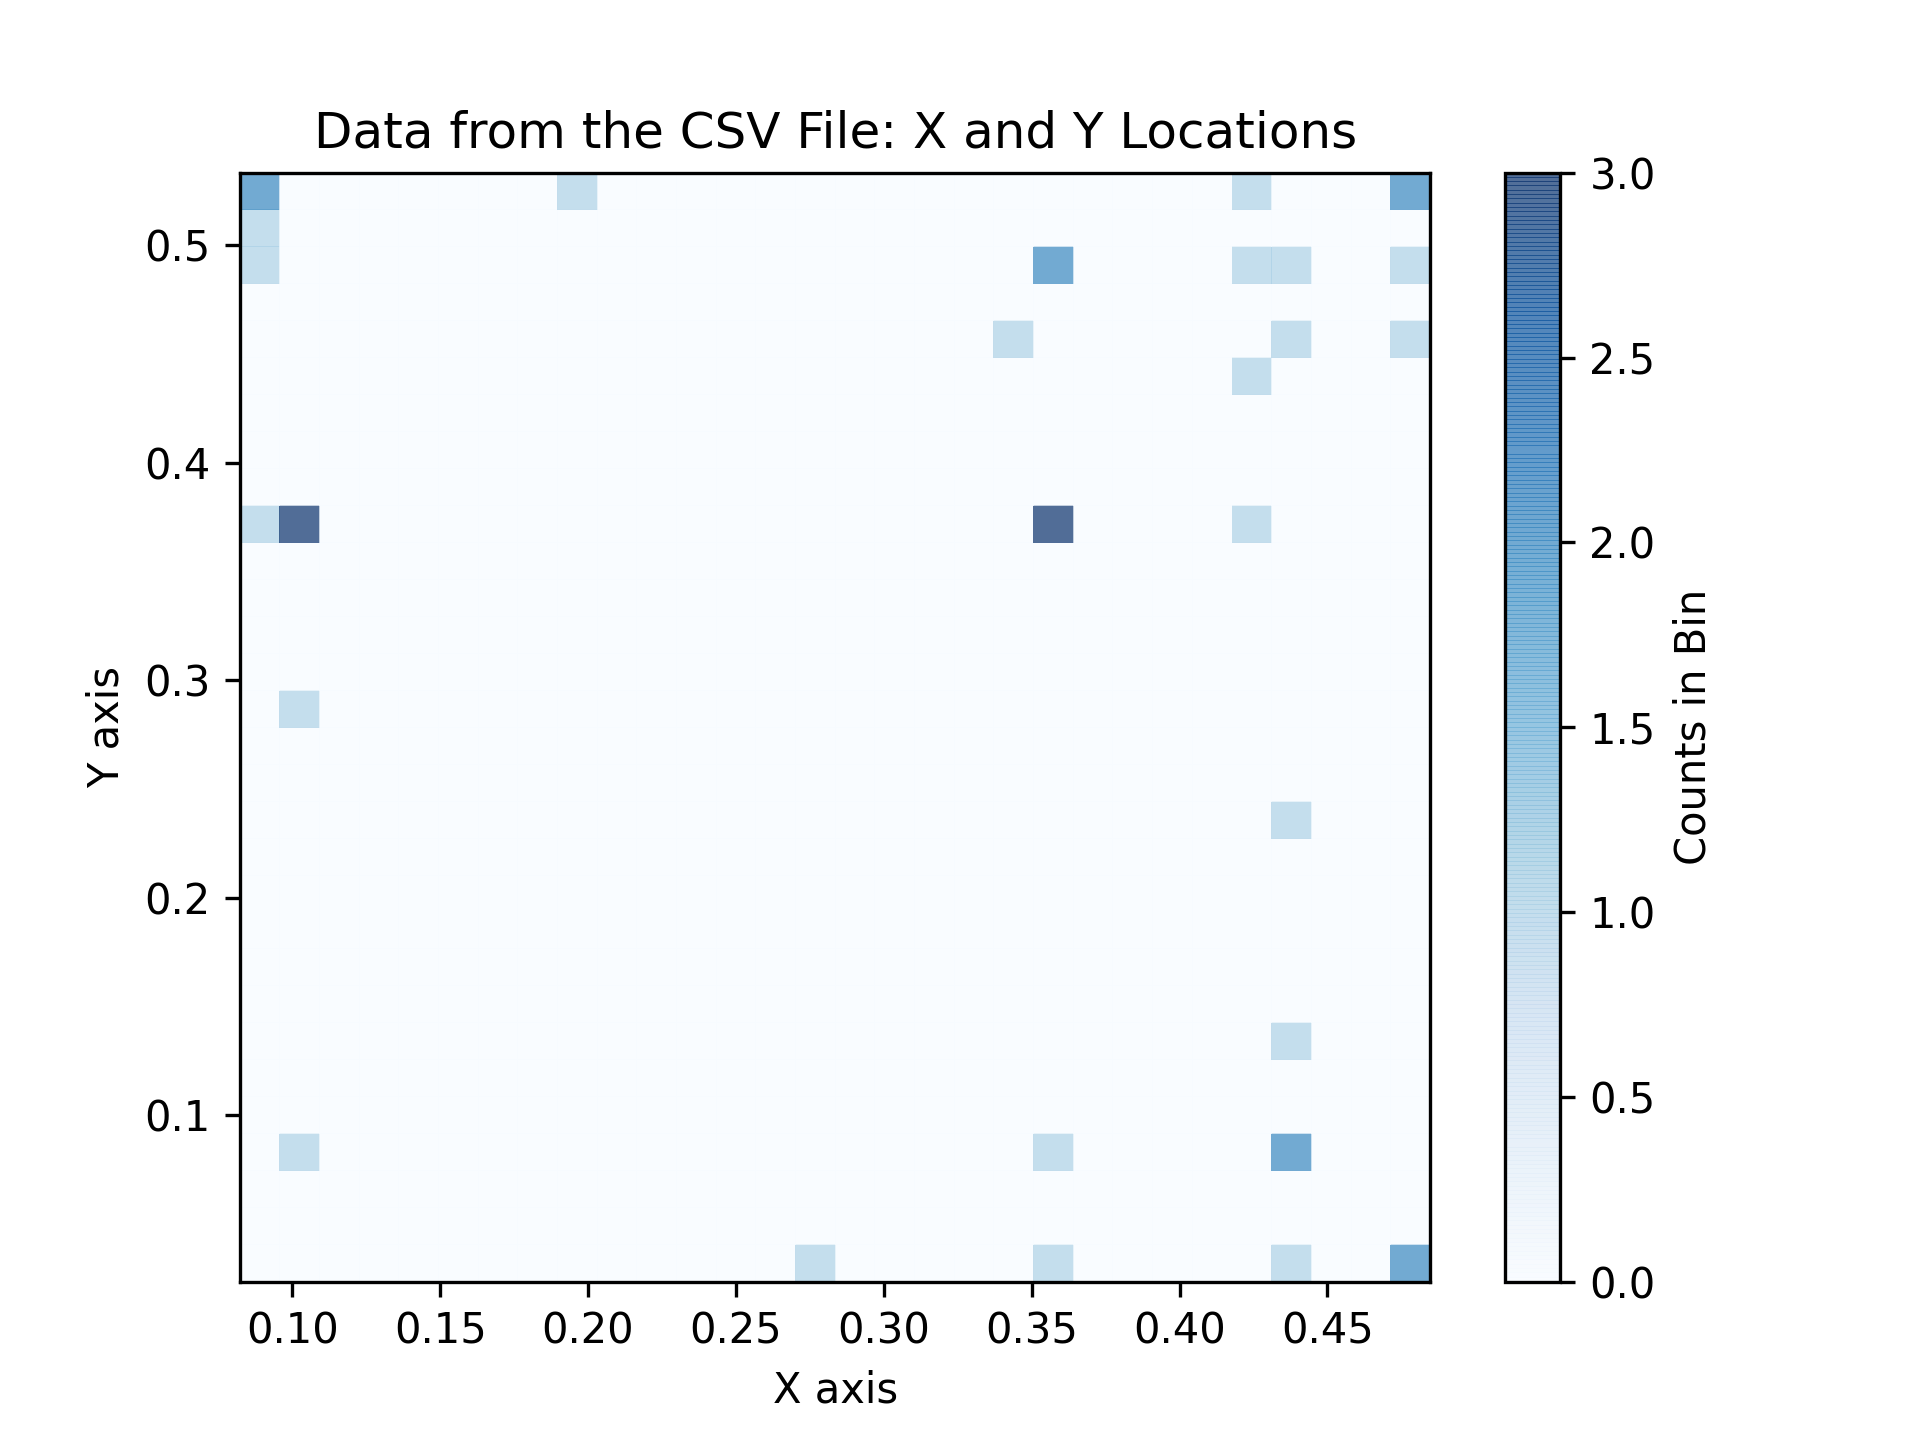 Data from the CSV File: X and Y Locations
0.5
0.4
0.3
0.2
0.1
Y axis
0.10 0.15 0.20 0.25 0.30 0.35 0.40 0.45
X axis
3.0
2.5
2.0
1.5
1.0
0.5
0.0
Counts in Bin